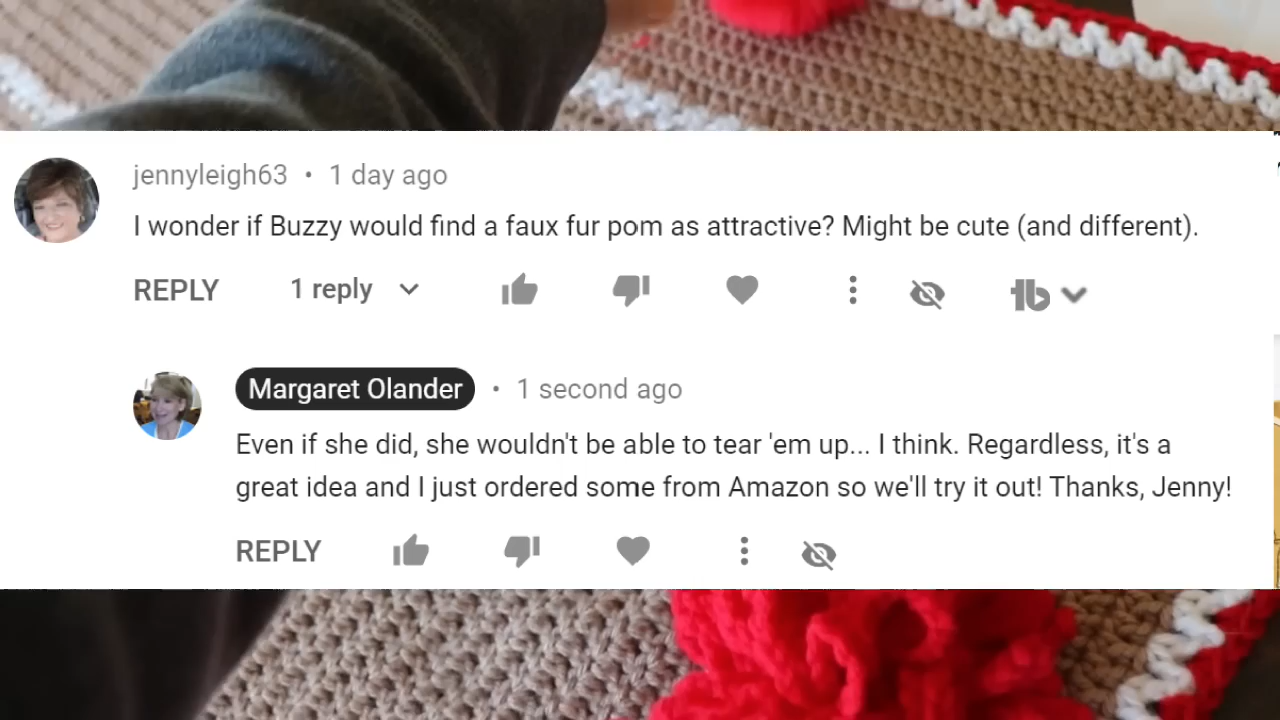 jennyleigh63 • 1 day ago
I wonder if Buzzy would find a faux fur pom as attractive? Might be cute (and different).
REPLY 1 reply
Margaret Olander • 1 second ago
Even if she did, she wouldn't be able to tear 'em up... I think. Regardless, it's a
great idea and I just ordered some from Amazon so we'll try it out! Thanks, Jenny!
REPLY